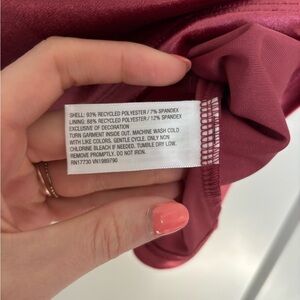 SHELL: 93% RECYCLED POLYESTER / 7% SPANDEX
LINING: 88% RECYCLED POLYESTER / 12% SPANDEX
EXCLUSIVE OF DECORATION
TURN GARMENT INSIDE OUT. MACHINE WASH COLD
WITH LIKE COLORS. GENTLE CYCLE. ONLY NON
CHLORINE BLEACH IF NEEDED. TUMBLE DRY LOW.
REMOVE PROMPTLY. DO NOT IRON.
RN17730 VN1989790